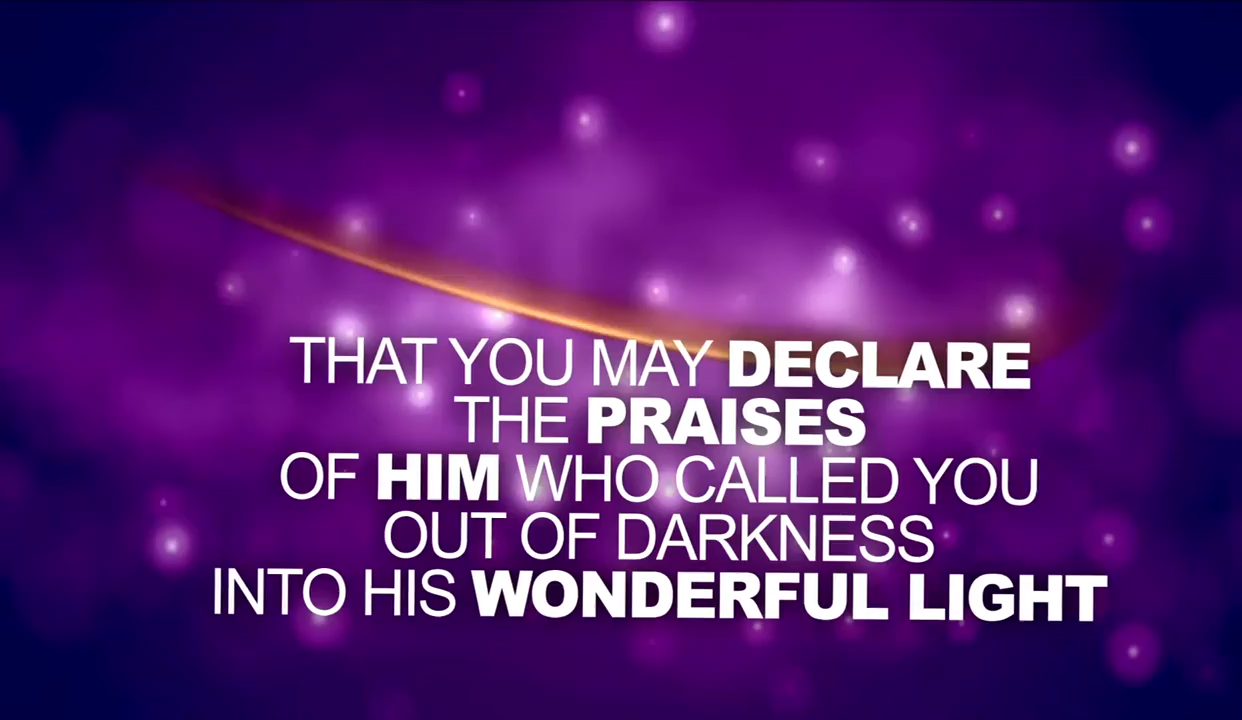 THAT YOU MAY DECLARE
THE PRAISES
OF HIM WHO CALLED YOU
OUT OF DARKNESS
INTO HIS WONDERFUL LIGHT